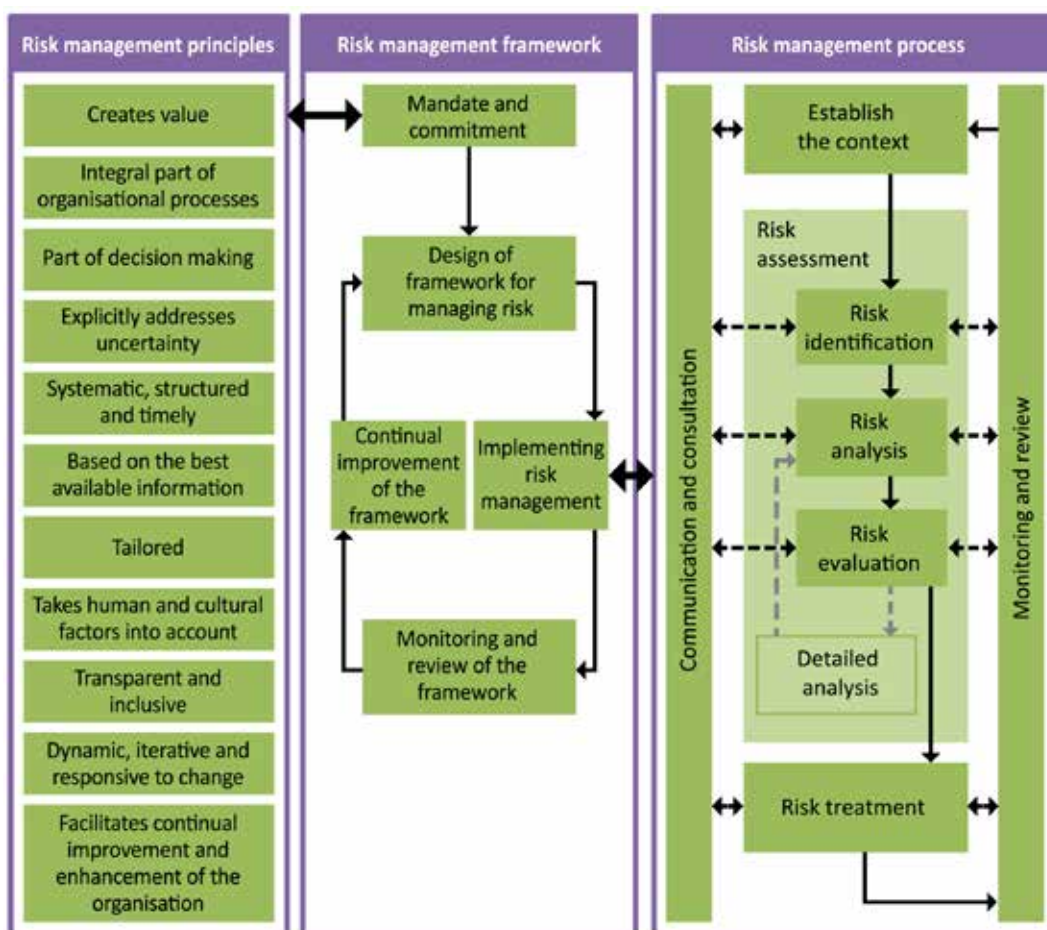 Risk management principles
Creates value
Integral part of
organisational processes
Part of decision making
Explicitly addresses
uncertainty
Systematic, structured
and timely
Based on the best
available information
Tailored
Takes human and cultural
factors into account
Transparent and
inclusive
Dynamic, iterative and
responsive to change
Facilitates continual
improvement and
enhancement of the
organisation
Risk management framework
Mandate and
commitment
Design of
framework for
managing risk
Continual
improvement
of the
framework
Implementing
risk
management
Monitoring and
review of the
framework
Risk management process
Communication and consultation
Establish
the context
Risk
assessment
Risk
identification
Risk
analysis
Risk
evaluation
Detailed
analysis
Risk treatment
Monitoring and review